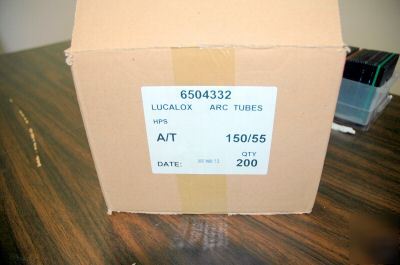 6504332
LUCALOX ARC TUBES
HPS
A/T 150/55
QTY
DATE: 200